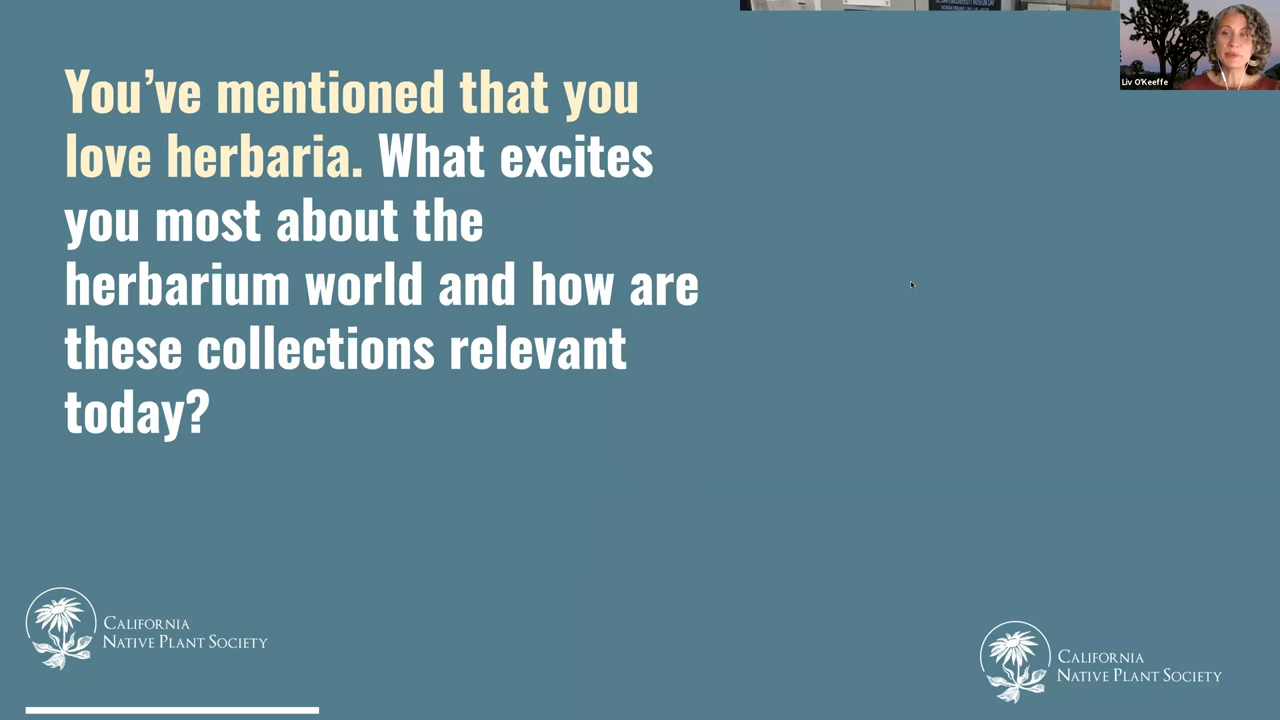 You've mentioned that you
love herbaria. What excites
you most about the
herbarium world and how are
these collections relevant
today?
Liv O'Keeffe
CALIFORNIA
NATIVE PLANT SOCIETY
CALIFORNIA
NATIVE PLANT SOCIETY